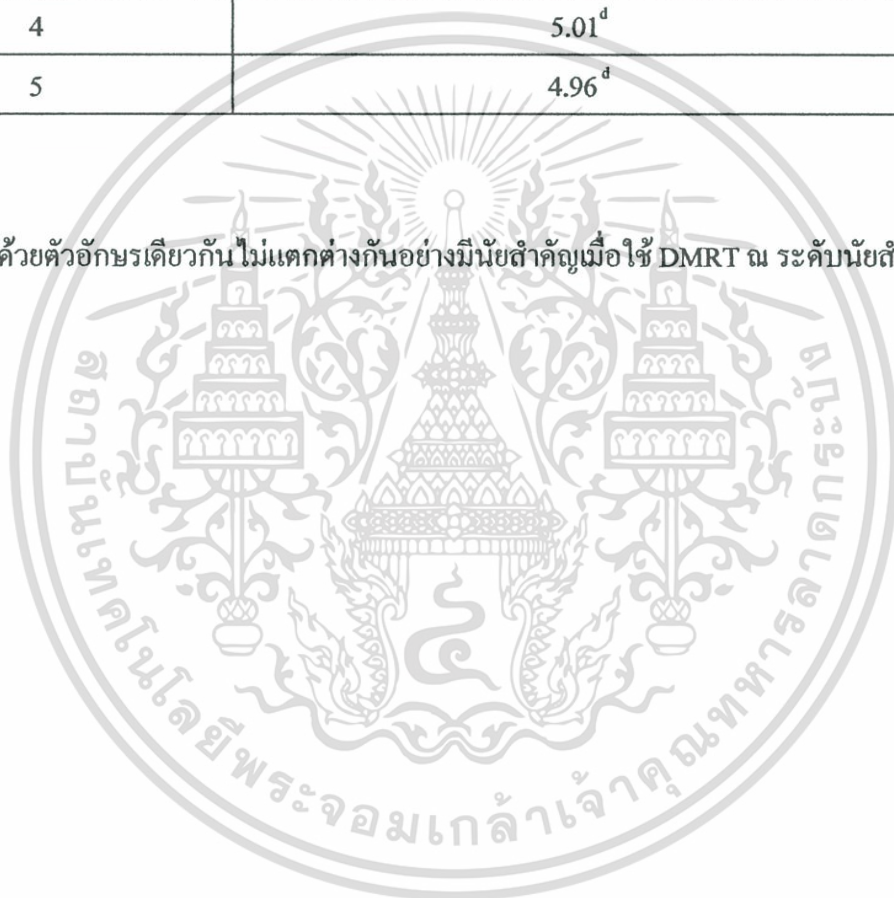 4 5.01ᵈ
5 4.96ᵈ
ด้วยตัวอักษรเดียวกันไม่แตกต่างกันอย่างมีนัยสำคัญเมื่อใช้ DMRT ณ ระดับนัยสำ
๔
สถาบันเทคโนโลยีพระจอมเกล้าเจ้าคุณทหารลาดกระบัง